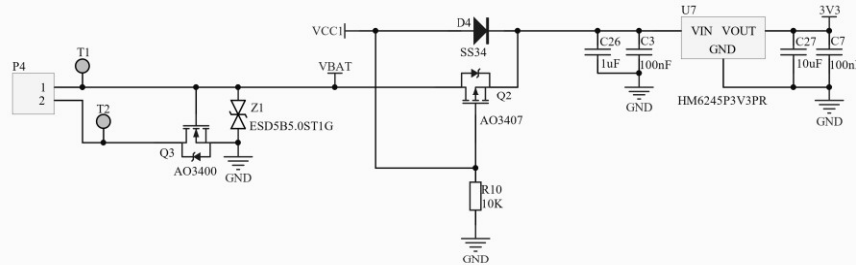 U7
3V3
D4
VCC1
C26
C3
VIN VOUT
C27
C7
T1
SS34
1uF
100nF
GND
10uF
100nF
P4
VBAT
1
2
T2
Z1
Q2
GND
HM6245P3V3PR
GND
ESD5B5.0ST1G
AO3407
Q3
AO3400
GND
R10
10K
GND